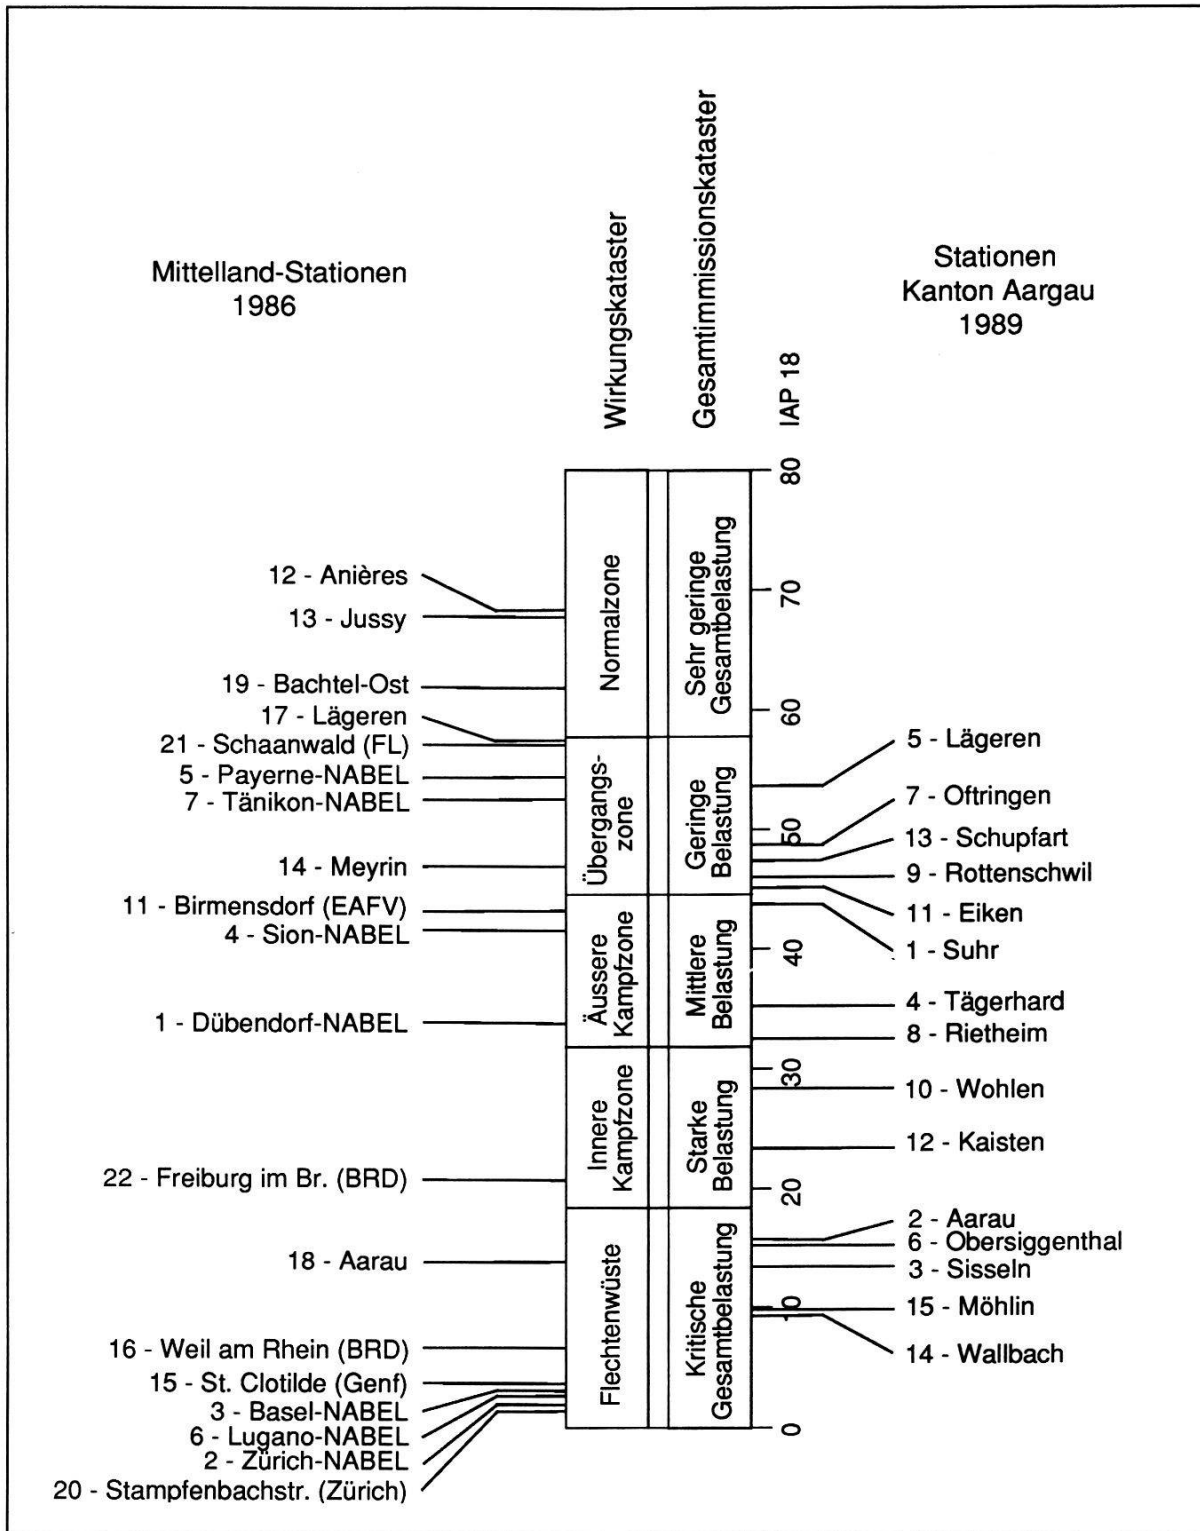 Mittelland-Stationen
1986
Wirkungskataster
Gesamtimmissionskataster
IAP 18
Stationen
Kanton Aargau
1989
12 - Anières
13 - Jussy
19 - Bachtel-Ost
17 - Lägeren
21 - Schaanwald (FL)
5 - Payerne-NABEL
7 - Tänikon-NABEL
14 - Meyrin
11 - Birmensdorf (EAFV)
4 - Sion-NABEL
1 - Dübendorf-NABEL
22 - Freiburg im Br. (BRD)
18 - Aarau
16 - Weil am Rhein (BRD)
15 - St. Clotilde (Genf)
3 - Basel-NABEL
6 - Lugano-NABEL
2 - Zürich-NABEL
20 - Stampfenbachstr. (Zürich)
Normalzone
Übergangs-
zone
Äussere
Kampfzone
Innere
Kampfzone
Flechtenwüste
Sehr geringe
Gesamtbelastung
Geringe
Belastung
Mittlere
Belastung
Starke
Belastung
Kritische
Gesamtbelastung
80
70
60
50
40
30
20
10
0
5 - Lägeren
7 - Oftringen
13 - Schupfart
9 - Rottenschwil
11 - Eiken
1 - Suhr
4 - Tägerhard
8 - Rietheim
10 - Wohlen
12 - Kaisten
2 - Aarau
6 - Obersiggenthal
3 - Sisseln
15 - Möhlin
14 - Wallbach